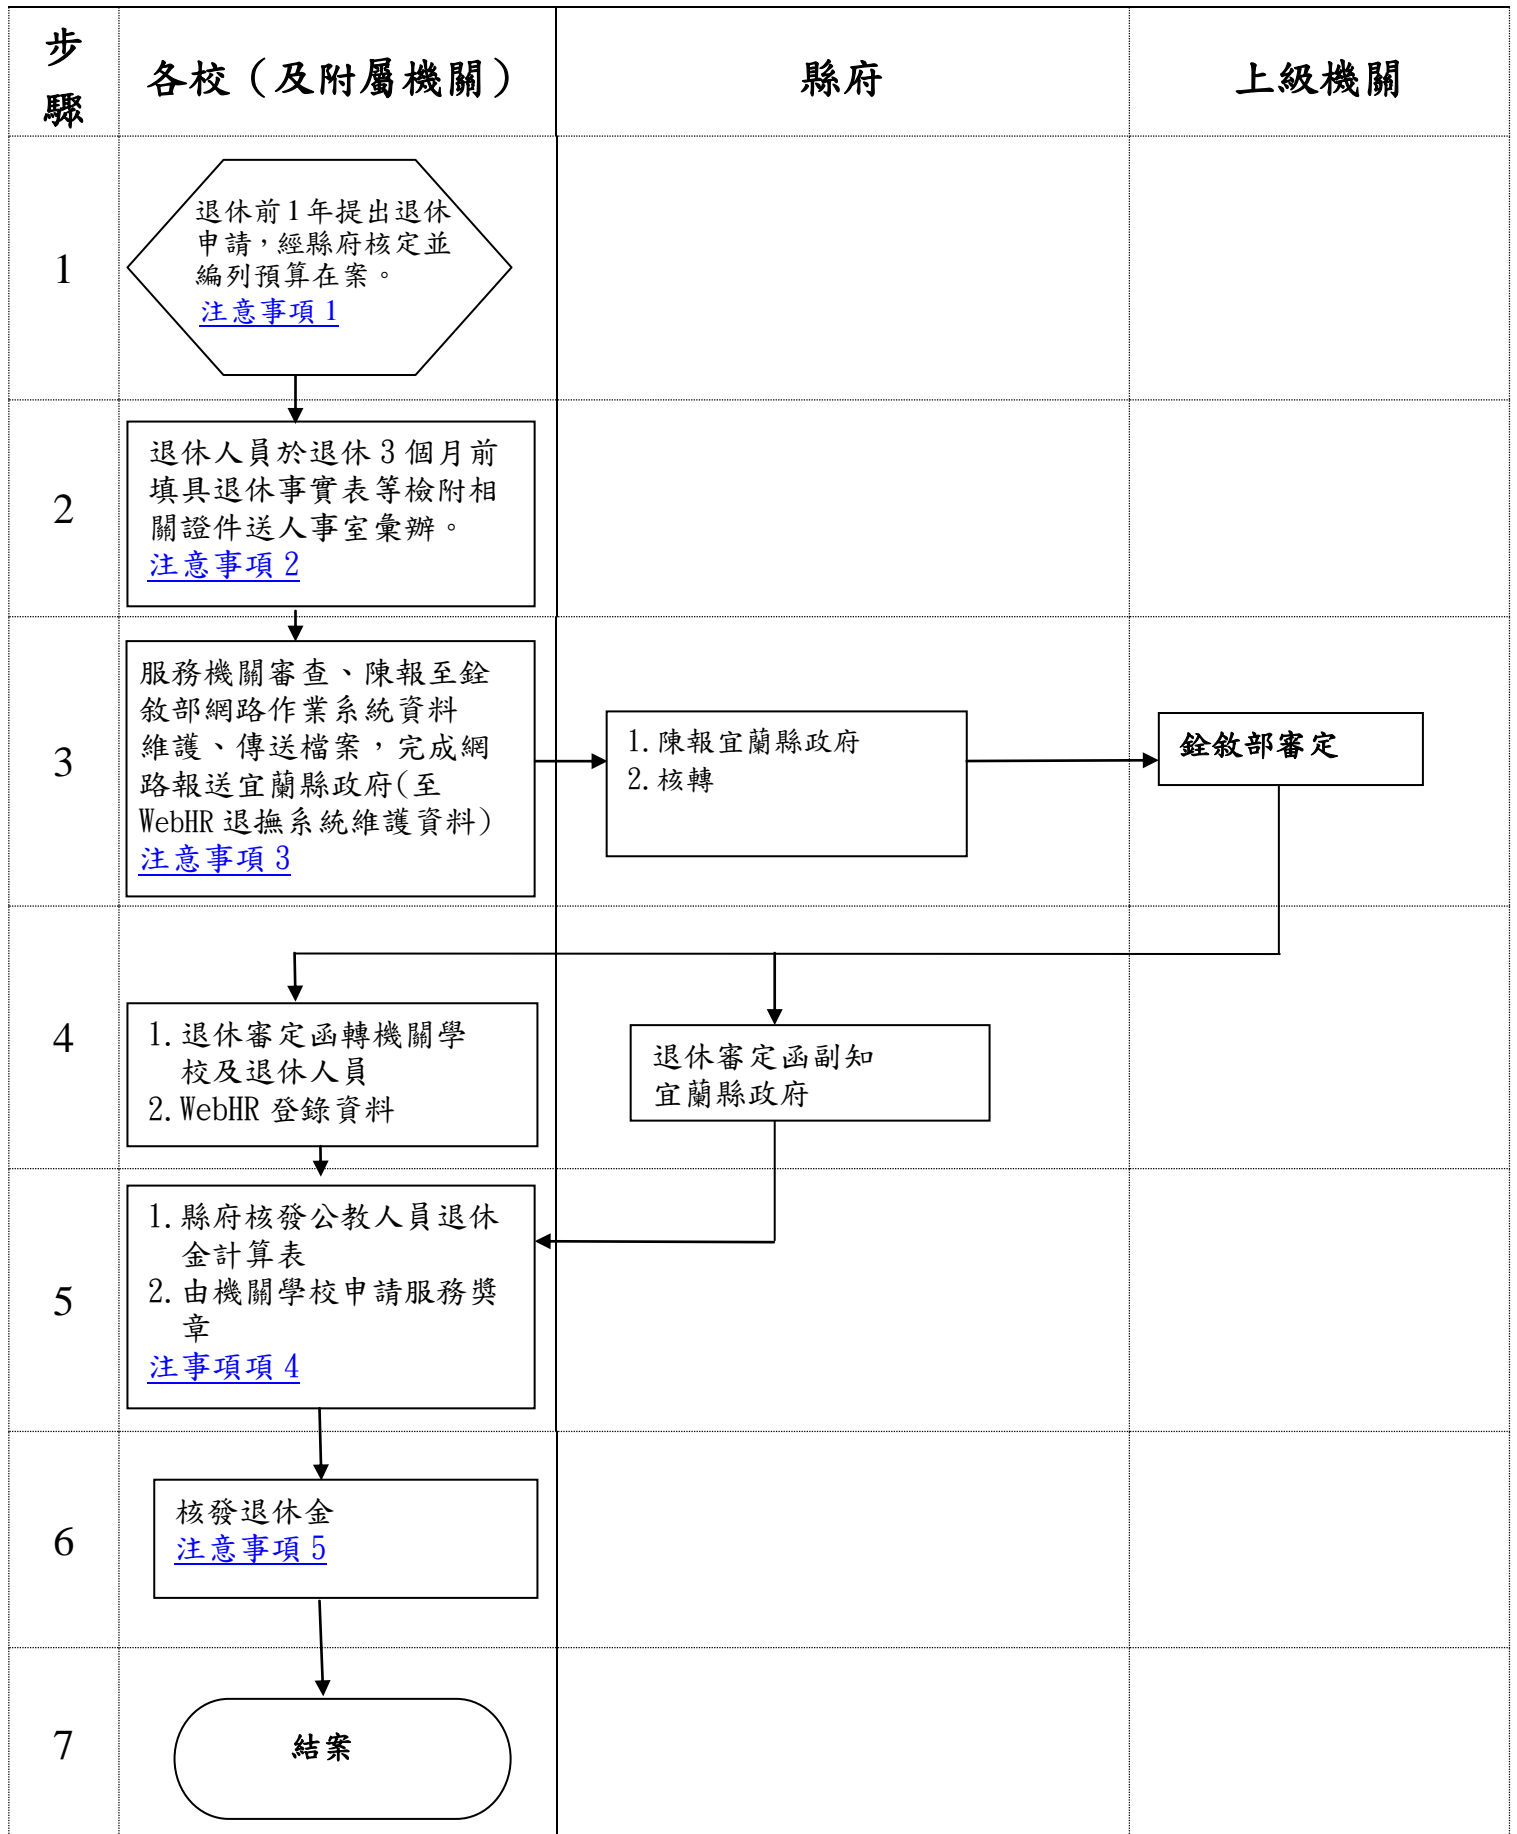 步
驟
各校（及附屬機關）
縣府
上級機關
1
退休前1年提出退休
申請，經縣府核定並
編列預算在案。
注意事項1
2
退休人員於退休3個月前
填具退休事實表等檢附相
關證件送人事室彙辦。
注意事項2
3
服務機關審查、陳報至銓
敘部網路作業系統資料
維護、傳送檔案，完成網
路報送宜蘭縣政府(至
WebHR退撫系統維護資料)
注意事項3
1.陳報宜蘭縣政府
2.核轉
銓敘部審定
4
1.退休審定函轉機關學
校及退休人員
2.WebHR登錄資料
退休審定函副知
宜蘭縣政府
5
1.縣府核發公教人員退休
金計算表
2.由機關學校申請服務獎
章
注事項項4
6
核發退休金
注意事項5
7
結案